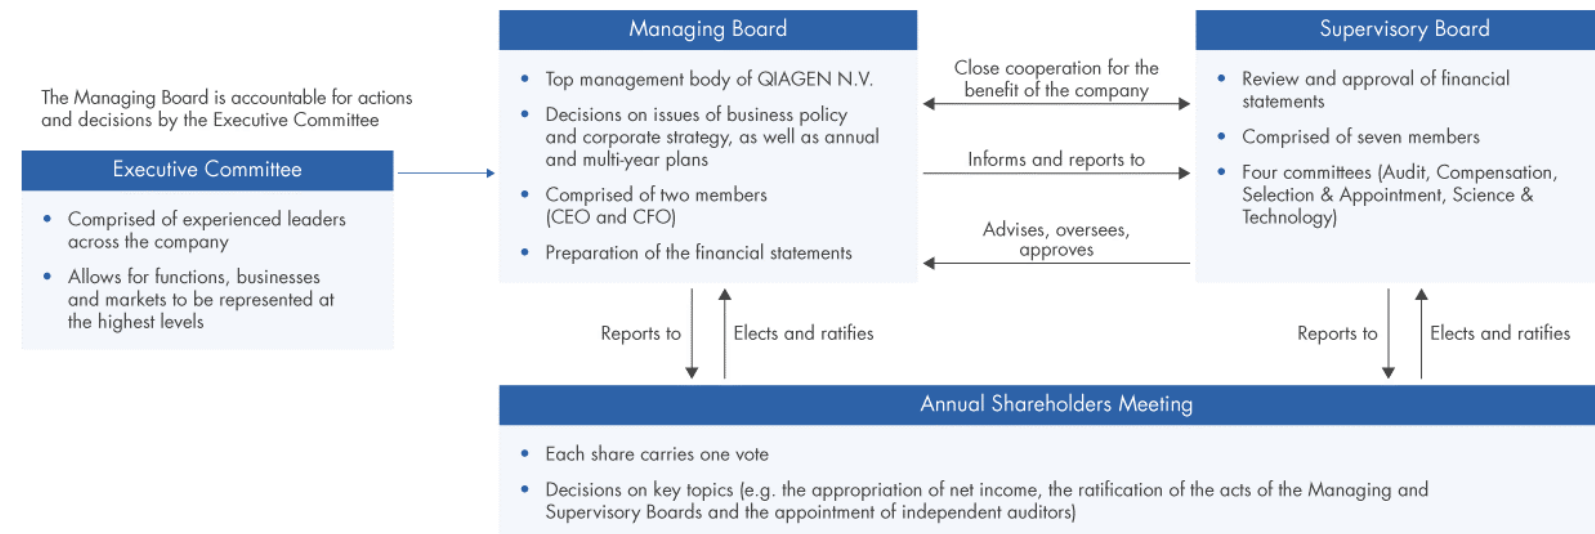 The Managing Board is accountable for actions
and decisions by the Executive Committee
Executive Committee
• Comprised of experienced leaders
across the company
• Allows for functions, businesses
and markets to be represented at
the highest levels
Managing Board
• Top management body of QIAGEN N.V.
• Decisions on issues of business policy
and corporate strategy, as well as annual
and multi-year plans
• Comprised of two members
(CEO and CFO)
• Preparation of the financial statements
Close cooperation for the
benefit of the company
Informs and reports to
Advises, oversees,
approves
Supervisory Board
• Review and approval of financial
statements
• Comprised of seven members
• Four committees (Audit, Compensation,
Selection & Appointment, Science &
Technology)
Reports to
Elects and ratifies
Reports to
Elects and ratifies
Annual Shareholders Meeting
• Each share carries one vote
• Decisions on key topics (e.g. the appropriation of net income, the ratification of the acts of the Managing and
Supervisory Boards and the appointment of independent auditors)